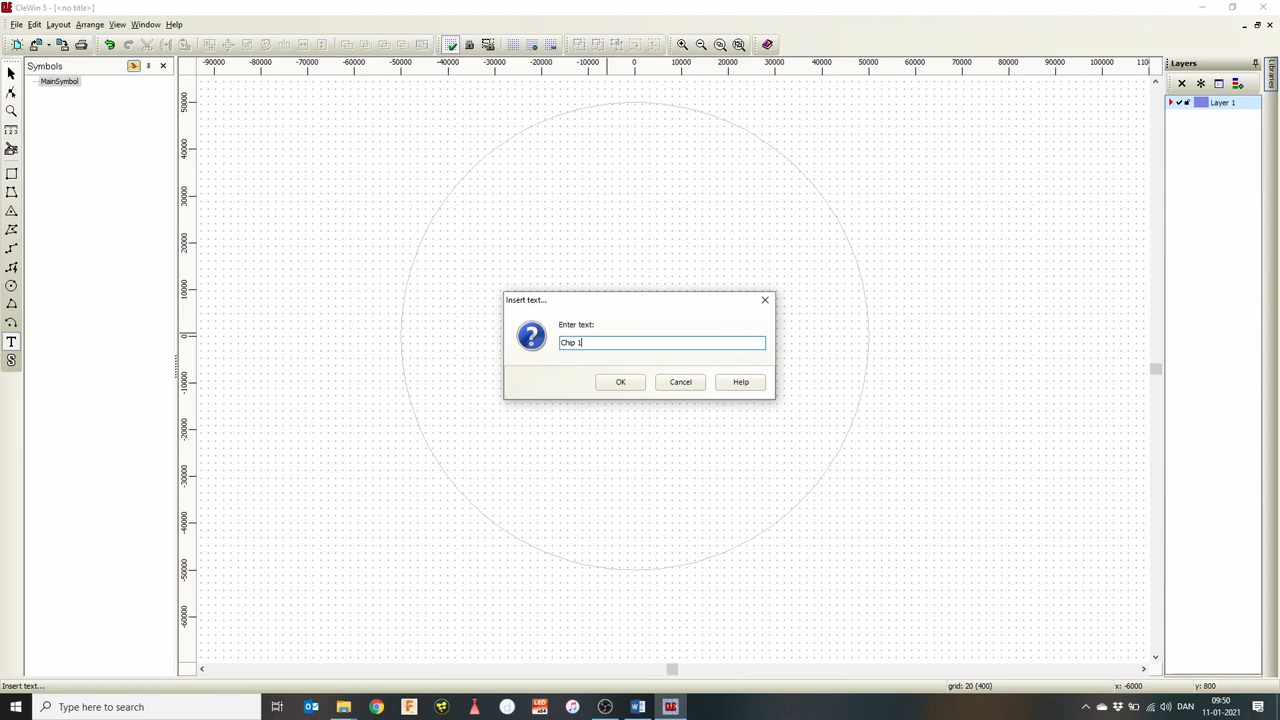 CleWin 5 - [<no title>]
File Edit Layout Arrange View Window Help
Symbols
MainSymbol
-90000 -80000 -70000 -60000 -50000 -40000 -30000 -20000 -10000 0 10000 20000 30000 40000 50000 60000 70000 80000 90000 100000
50000
40000
30000
20000
10000
0
-10000
-20000
-30000
-40000
-50000
-60000
Layers
Layer 1
Libraries
Insert text...
Enter text:
Chip 1
OK Cancel Help
Insert text...
grid: 20 (400) x: -6000 y: 800
Type here to search
DAN
09:50
11-01-2021